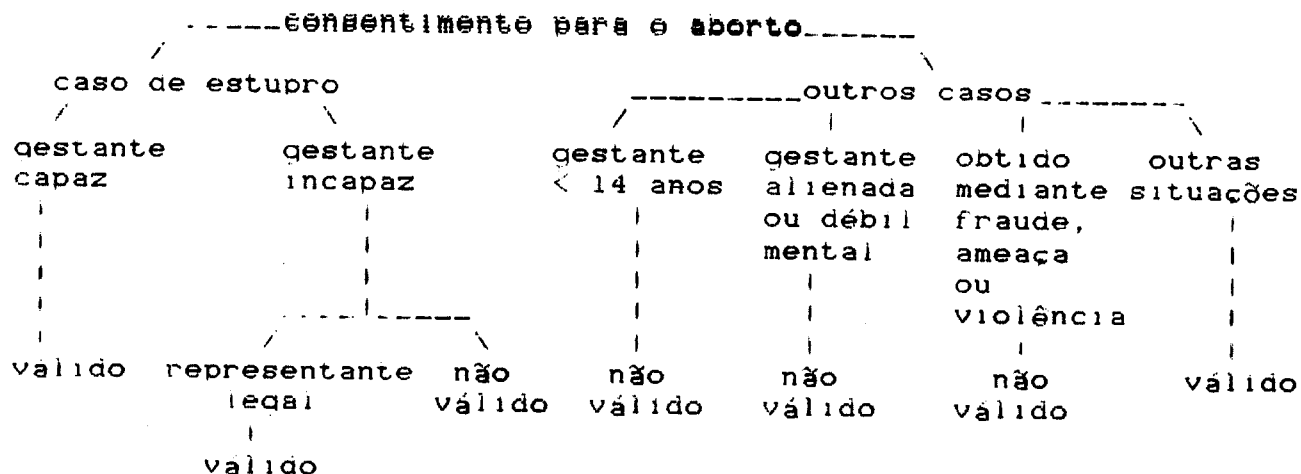 consentimento para o aborto
caso de estupro
outros casos
gestante gestante gestante gestante obtido outras
capaz incapaz < 14 anos alienada mediante situações
ou débil fraude,
mental ameaça
ou
violência
válido representante não não não não válido
legal válido válido válido válido
válido